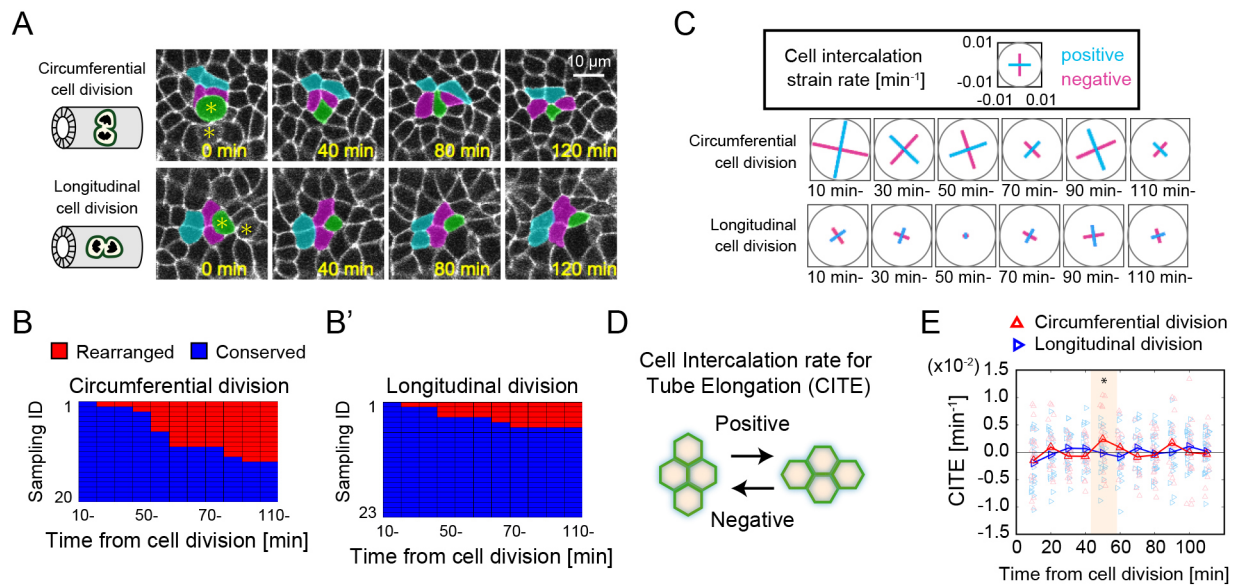 A
Circumferential
cell division
*
*
0 min
40 min
80 min
10 μm
120 min
Longitudinal
cell division
*
*
0 min
40 min
80 min
120 min
B
Rearranged
Conserved
Circumferential division
Sampling ID
1
20
10-
50-
70-
110-
Time from cell division [min]
B'
Longitudinal division
Sampling ID
1
23
10-
50-
70-
110-
Time from cell division [min]
C
Cell intercalation
strain rate [min⁻¹]
0.01
-0.01
-0.01
0.01
positive
negative
Circumferential
cell division
10 min-
30 min-
50 min-
70 min-
90 min-
110 min-
Longitudinal
cell division
10 min-
30 min-
50 min-
70 min-
90 min-
110 min-
D
Cell Intercalation rate for
Tube Elongation (CITE)
Positive
Negative
E
Circumferential division
Longitudinal division
(x10⁻²)
CITE [min⁻¹]
1.5
1.0
0.5
0.0
-0.5
-1.0
-1.5
*
0
20
40
60
80
100
Time from cell division [min]